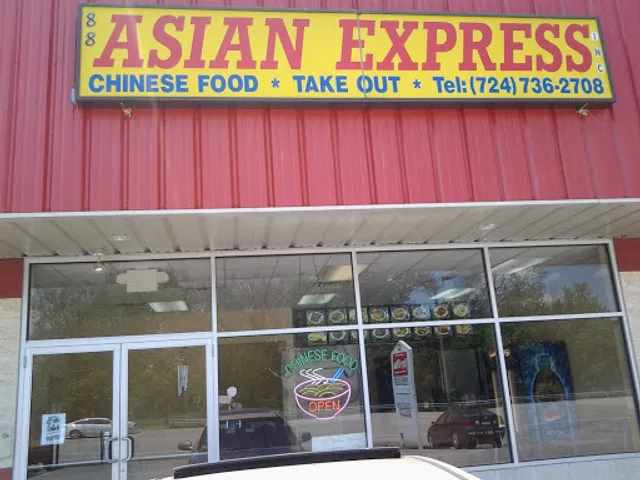 88 ASIAN EXPRESS INC
CHINESE FOOD * TAKE OUT * Tel:(724)736-2708
CHINESE FOOD
OPEN